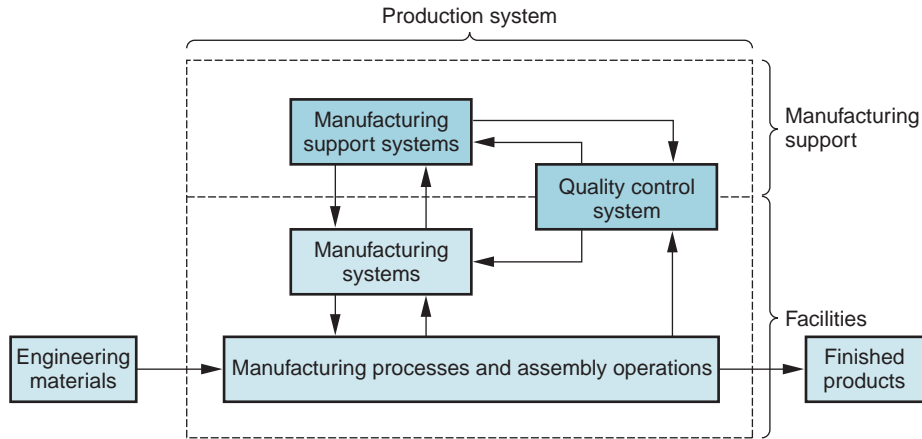 Production system
Manufacturing
support systems
Manufacturing
support
Quality control
system
Manufacturing
systems
Facilities
Engineering
materials
Manufacturing processes and assembly operations
Finished
products